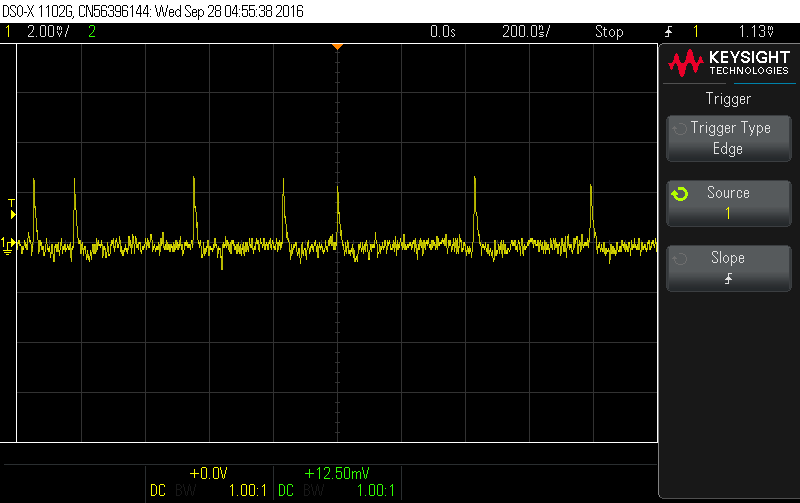 DSO-X 1102G, CN56396144: Wed Sep 28 04:55:38 2016
1 2.00V/ 2 0.0s 200.0s/ Stop 1 1.13V
KEYSIGHT
TECHNOLOGIES
Trigger
Trigger Type
Edge
Source
1
Slope
T
1
+0.0V +12.50mV
DC BW 1.00:1 DC BW 1.00:1